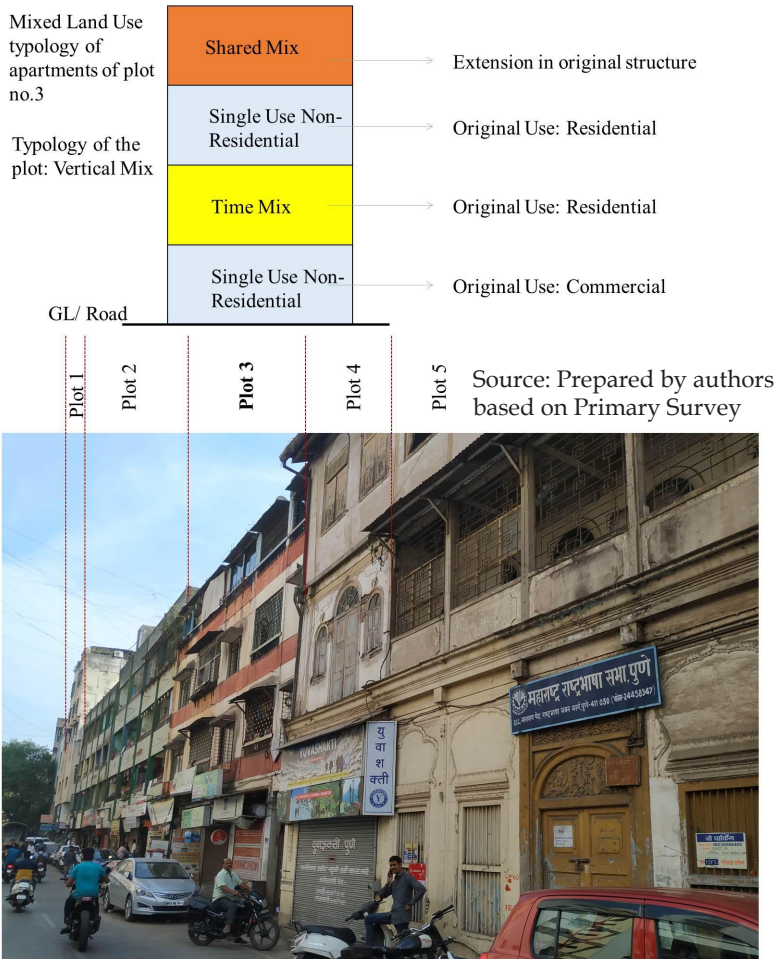 Mixed Land Use
typology of
apartments of plot
no.3
Typology of the
plot: Vertical Mix
Shared Mix
Extension in original structure
Single Use Non-
Residential
Original Use: Residential
Time Mix
Original Use: Residential
Single Use Non-
Residential
Original Use: Commercial
GL/ Road
Plot 1
Plot 2
Plot 3
Plot 4
Plot 5
Source: Prepared by authors
based on Primary Survey
महाराष्ट्र राष्ट्रभाषा सभा, पुणे
YUVASHAKTI
यु
वा
श
क्ती
युवाशक्ती पुणे
नो पार्किंग